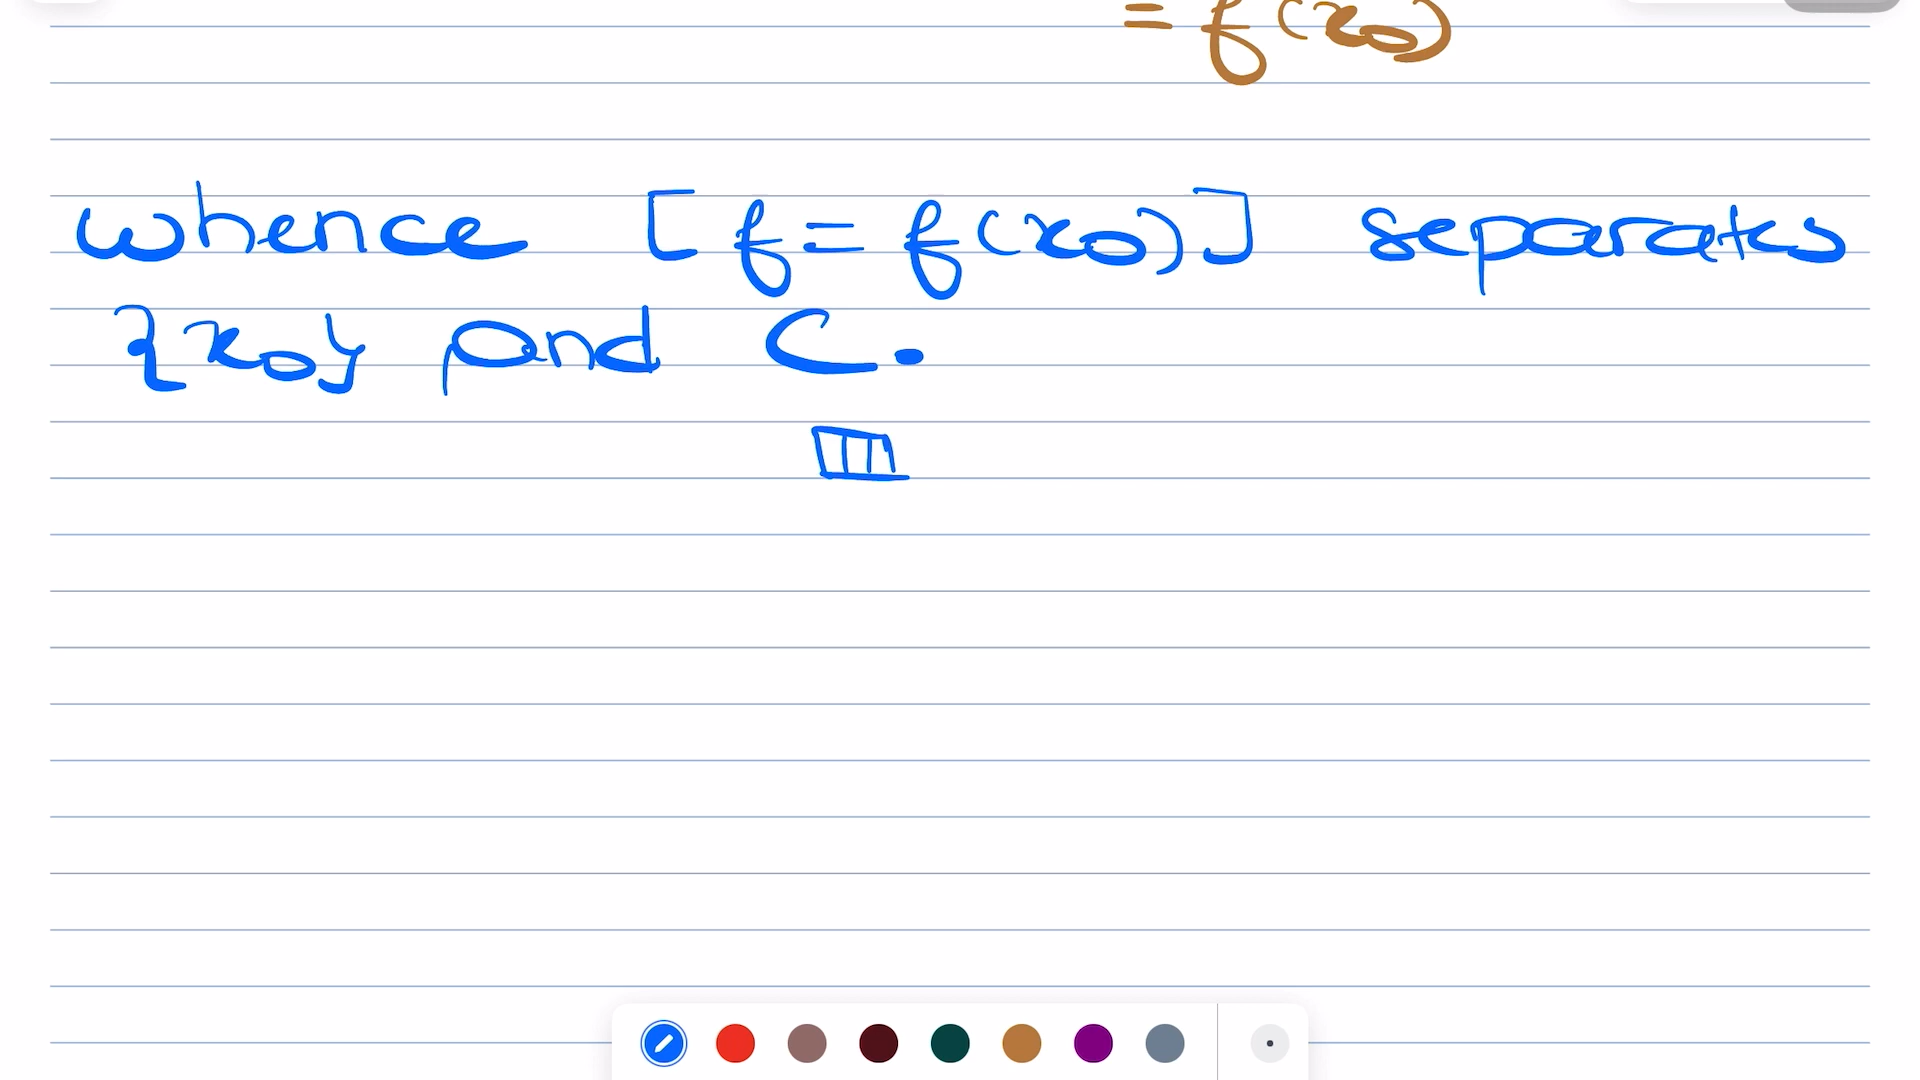 = f(x₀)
whence [f = f(x₀)] separates
{x₀} and C.